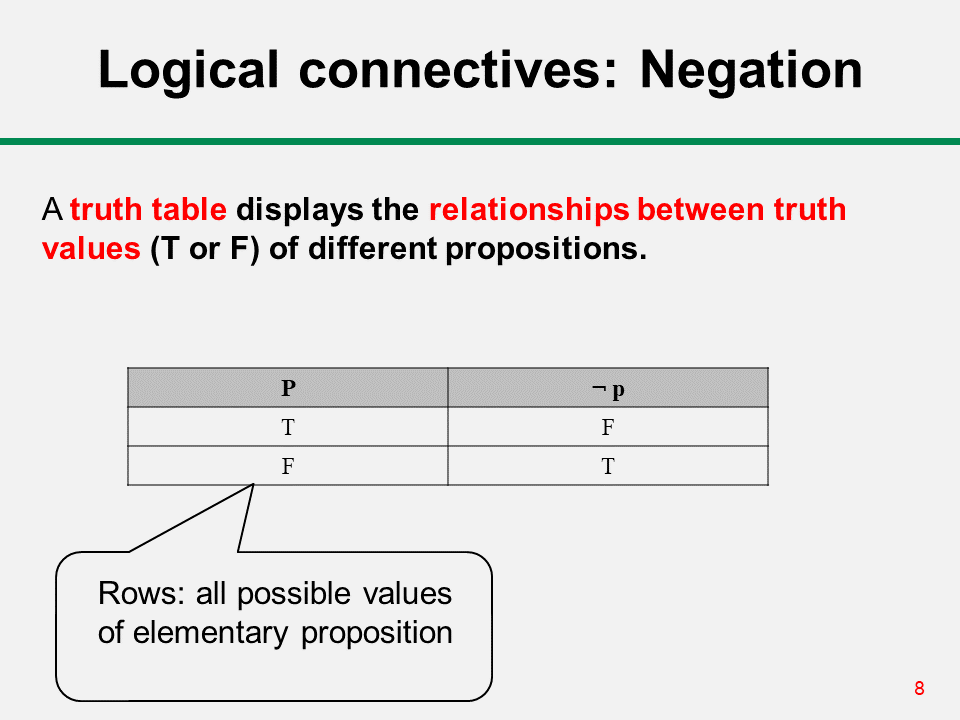 Logical connectives: Negation
A truth table displays the relationships between truth
values (T or F) of different propositions.
P ¬ p
T F
F T
Rows: all possible values
of elementary proposition
8